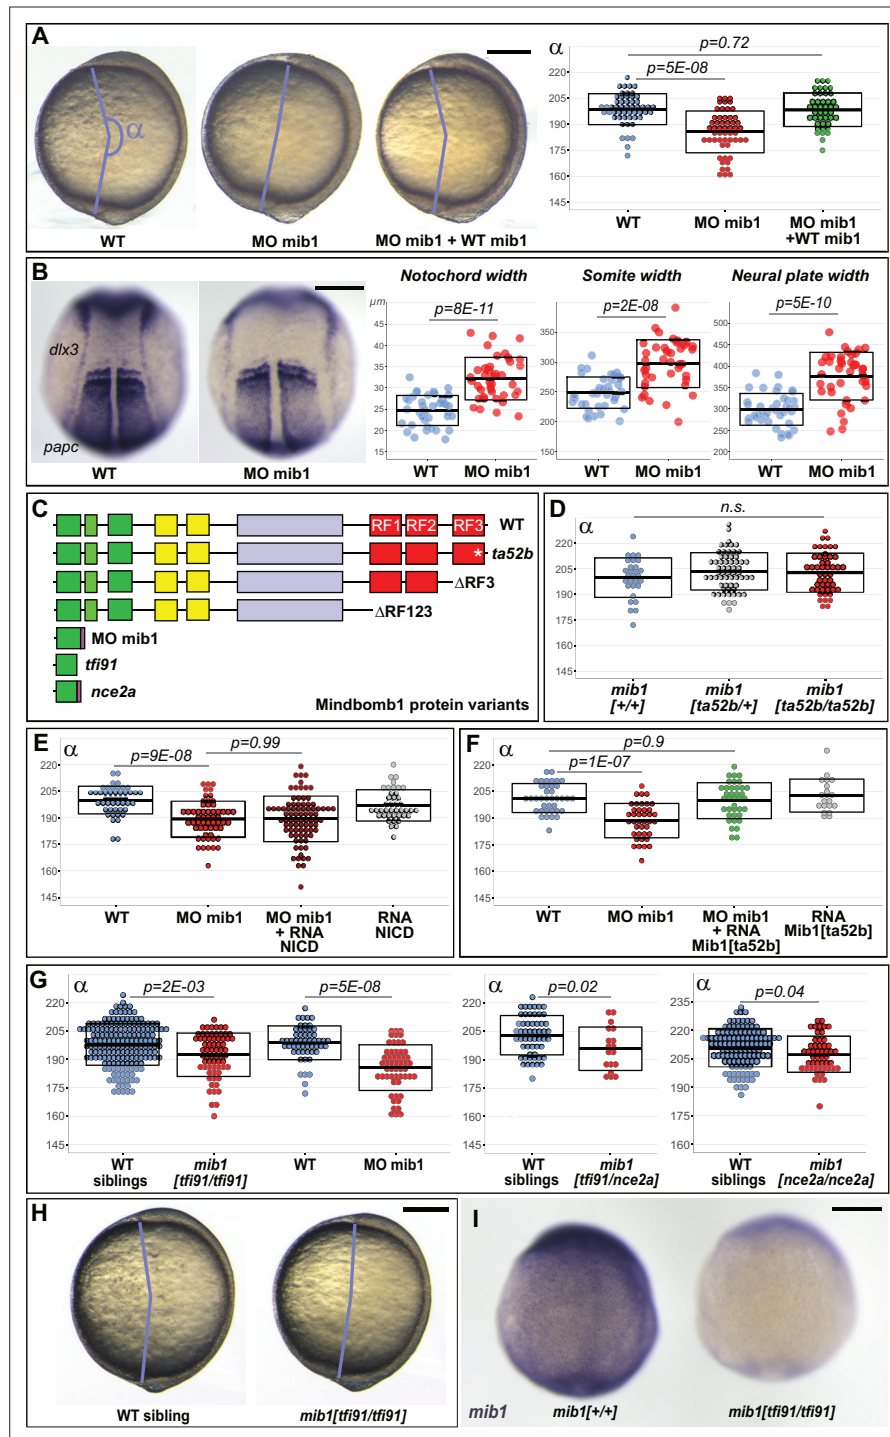 A
α
WT
MO mib1
MO mib1 + WT mib1
α
p=0.72
p=5E-08
220
205
190
175
160
145
WT
MO mib1
MO mib1
+WT mib1
B
dlx3
papc
WT
MO mib1
Notochord width
µm
p=8E-11
45
40
35
30
25
20
15
WT
MO mib1
Somite width
p=2E-08
350
300
250
200
150
WT
MO mib1
Neural plate width
p=5E-10
500
450
400
350
300
250
200
WT
MO mib1
C
RF1
RF2
RF3
WT
*
ta52b
ΔRF3
ΔRF123
MO mib1
tfi91
nce2a
Mindbomb1 protein variants
D
α
n.s.
220
205
190
175
160
145
mib1
[+/+]
mib1
[ta52b/+]
mib1
[ta52b/ta52b]
E
α
p=9E-08
p=0.99
220
205
190
175
160
145
WT
MO mib1
MO mib1
+ RNA
NICD
RNA
NICD
F
α
p=0.9
p=1E-07
220
205
190
175
160
145
WT
MO mib1
MO mib1
+ RNA
Mib1[ta52b]
RNA
Mib1[ta52b]
G
α
p=2E-03
p=5E-08
220
205
190
175
160
145
WT
siblings
mib1
[tfi91/tfi91]
WT
MO mib1
α
p=0.02
220
205
190
175
160
145
WT
siblings
mib1
[tfi91/nce2a]
α
p=0.04
235
220
205
190
175
160
WT
siblings
mib1
[nce2a/nce2a]
H
WT sibling
mib1[tfi91/tfi91]
I
mib1
mib1[+/+]
mib1[tfi91/tfi91]